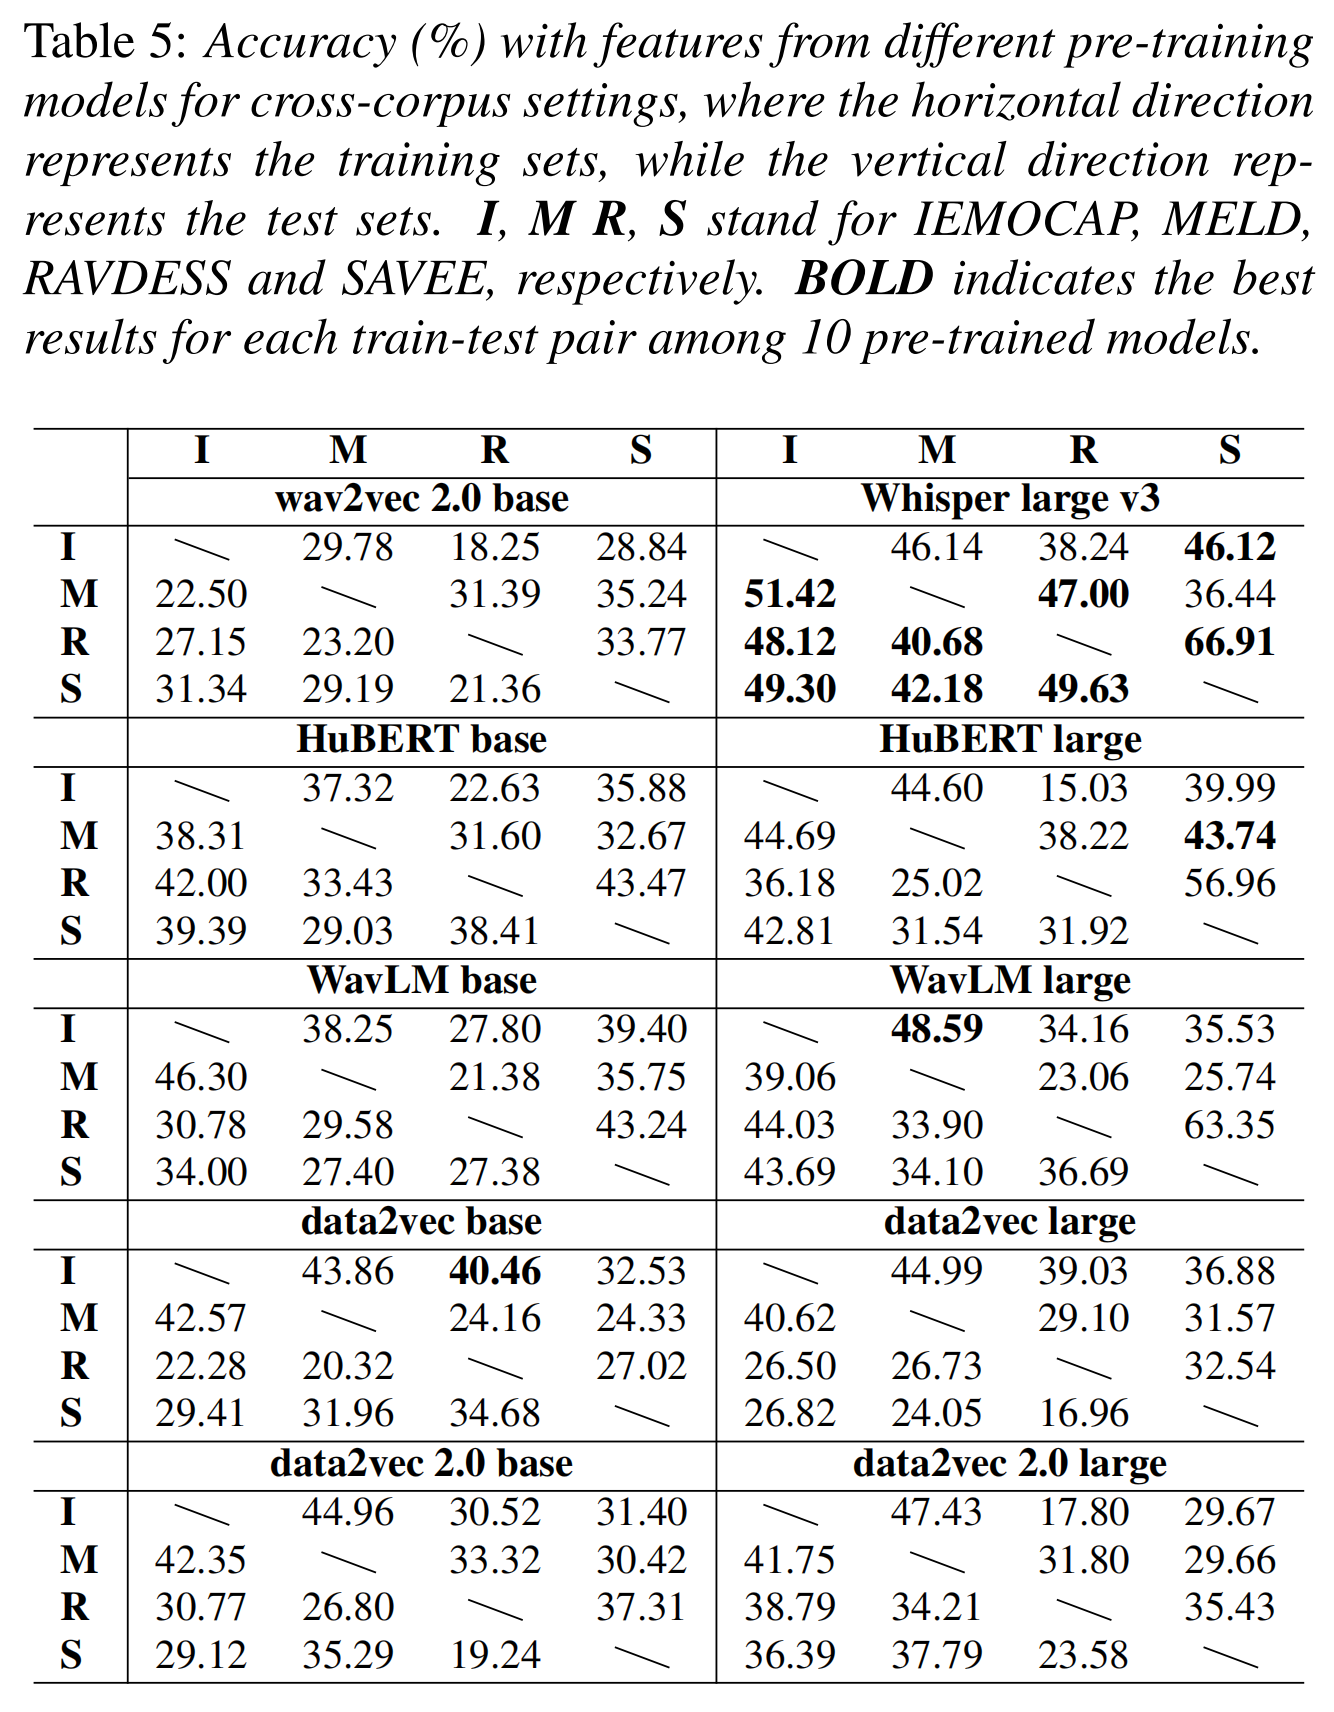 Table 5: Accuracy (%) with features from different pre-training
models for cross-corpus settings, where the horizontal direction
represents the training sets, while the vertical direction rep-
resents the test sets. I, M R, S stand for IEMOCAP, MELD,
RAVDESS and SAVEE, respectively. BOLD indicates the best
results for each train-test pair among 10 pre-trained models.
I M R S I M R S
wav2vec 2.0 base Whisper large v3
I 29.78 18.25 28.84 46.14 38.24 46.12
M 22.50 31.39 35.24 51.42 47.00 36.44
R 27.15 23.20 33.77 48.12 40.68 66.91
S 31.34 29.19 21.36 49.30 42.18 49.63
HuBERT base HuBERT large
I 37.32 22.63 35.88 44.60 15.03 39.99
M 38.31 31.60 32.67 44.69 38.22 43.74
R 42.00 33.43 43.47 36.18 25.02 56.96
S 39.39 29.03 38.41 42.81 31.54 31.92
WavLM base WavLM large
I 38.25 27.80 39.40 48.59 34.16 35.53
M 46.30 21.38 35.75 39.06 23.06 25.74
R 30.78 29.58 43.24 44.03 33.90 63.35
S 34.00 27.40 27.38 43.69 34.10 36.69
data2vec base data2vec large
I 43.86 40.46 32.53 44.99 39.03 36.88
M 42.57 24.16 24.33 40.62 29.10 31.57
R 22.28 20.32 27.02 26.50 26.73 32.54
S 29.41 31.96 34.68 26.82 24.05 16.96
data2vec 2.0 base data2vec 2.0 large
I 44.96 30.52 31.40 47.43 17.80 29.67
M 42.35 33.32 30.42 41.75 31.80 29.66
R 30.77 26.80 37.31 38.79 34.21 35.43
S 29.12 35.29 19.24 36.39 37.79 23.58